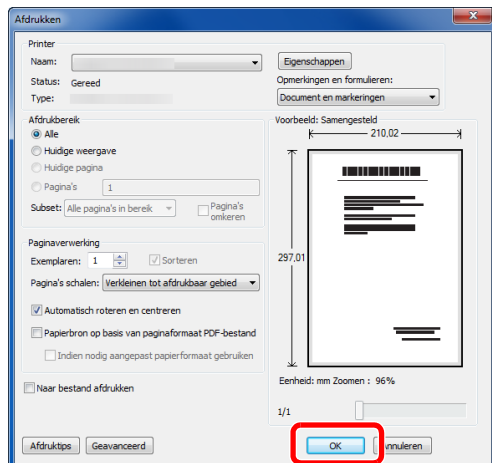 Afdrukken
Printer
Naam:
Eigenschappen
Status: Gereed
Opmerkingen en formulieren:
Type:
Document en markeringen
Afdrukbereik
Alle
Huidige weergave
Huidige pagina
Pagina's 1
Subset: Alle pagina's in bereik
Pagina's
omkeren
Paginaverwerking
Exemplaren: 1 Sorteren
Pagina's schalen: Verkleinen tot afdrukbaar gebied
Automatisch roteren en centreren
Papierbron op basis van paginaformaat PDF-bestand
Indien nodig aangepast papierformaat gebruiken
Naar bestand afdrukken
Voorbeeld: Samengesteld
210,02
297,01
Eenheid: mm Zoomen : 96%
1/1
Afdruktips Geavanceerd OK Annuleren